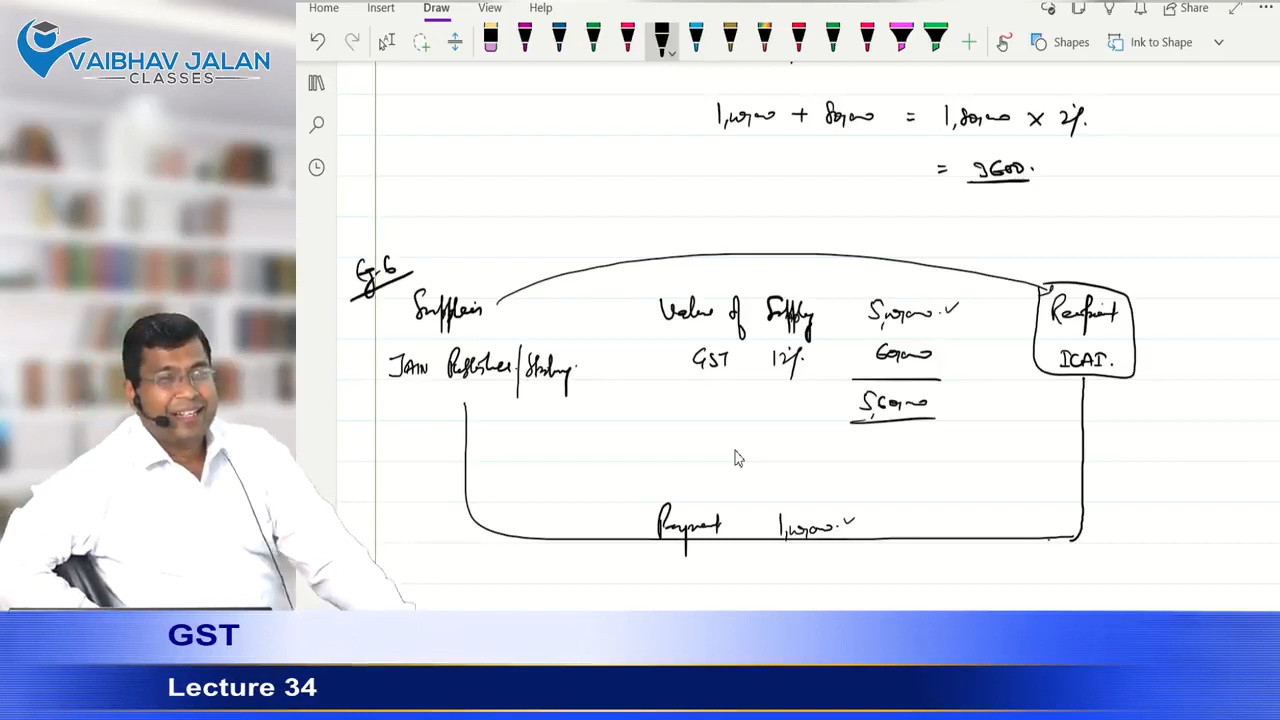 VAIBHAV JALAN
CLASSES
Home Insert Draw View Help
Share
Shapes
Ink to Shape
1,00,000 + 80,000 = 1,80,000 × 2%.
= 3600.
Eg-6
Supplier
Value of Supply 5,00,000.✓
Recipient
JAIN Publisher/Printing.
GST 12%. 60,000
ICAI.
5,60,000
Payment 1,00,000.✓
GST
Lecture 34